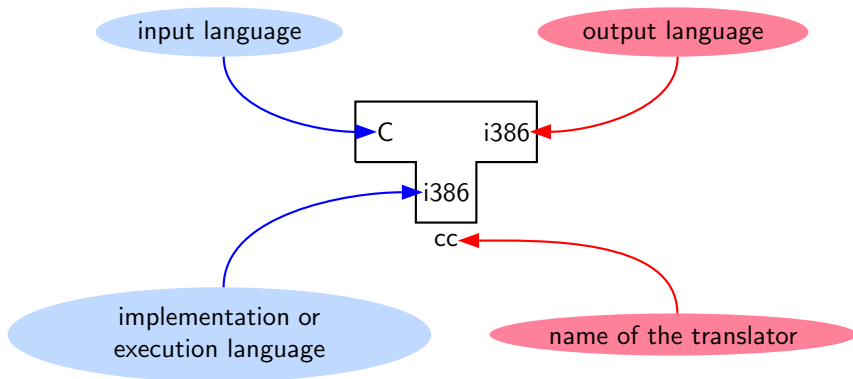 input language
output language
C
i386
i386
cc
implementation or
execution language
name of the translator